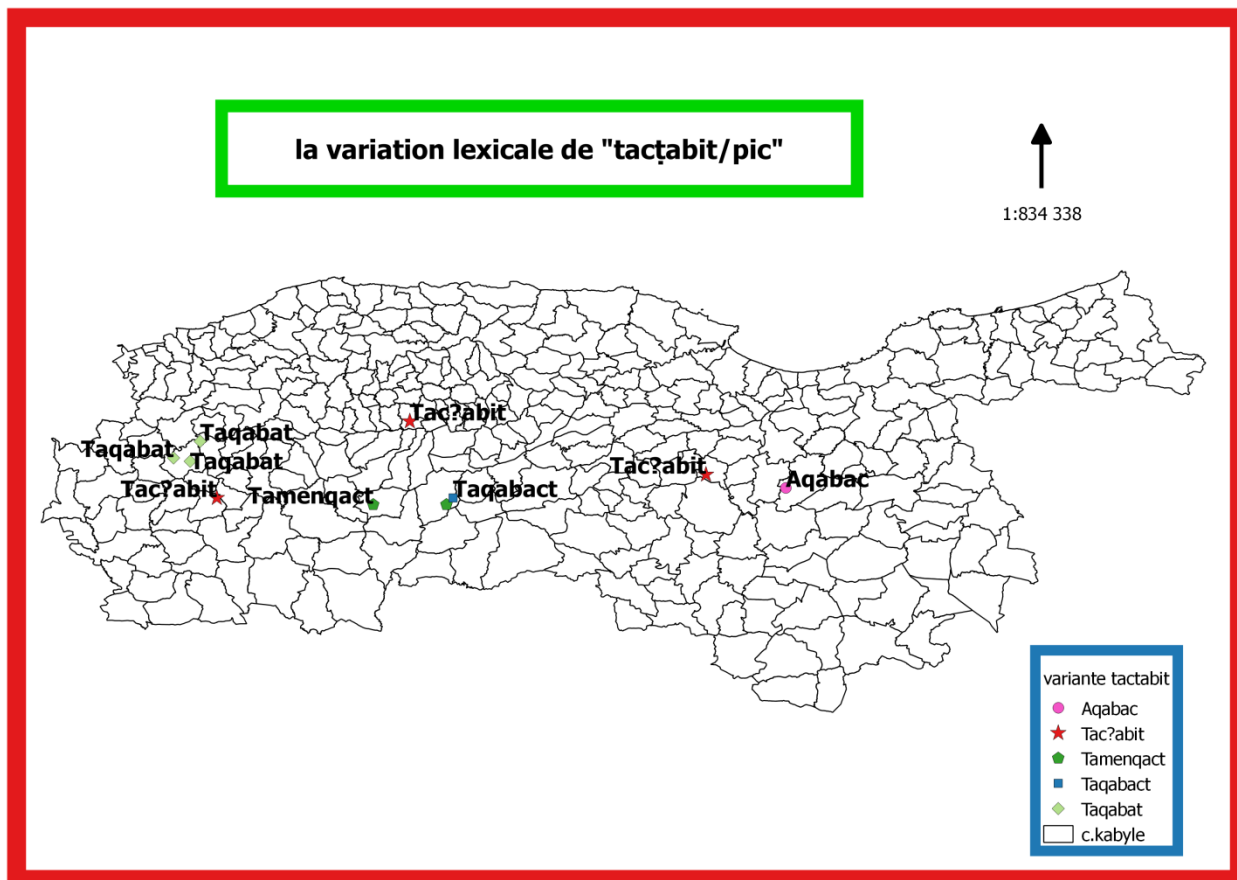 la variation lexicale de "tacṭabit/pic"
1:834 338
Tac?abit
Taqabat
Taqabat
Taqabat
Tac?abit
Aqabac
Tac?abit
Tamenqact
Taqabact
variante tactabit
Aqabac
Tac?abit
Tamenqact
Taqabact
Taqabat
c.kabyle